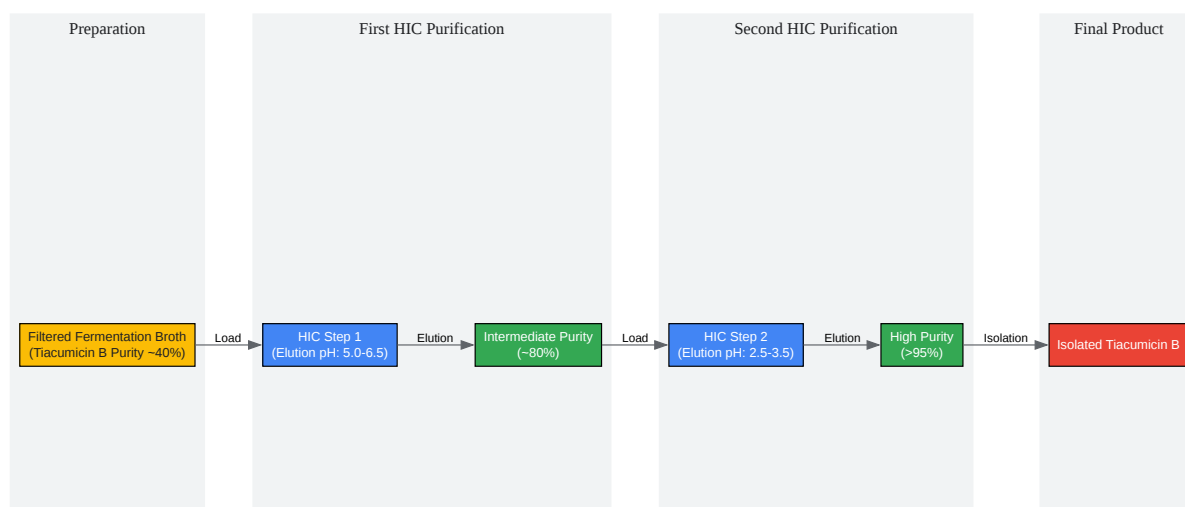 Preparation
First HIC Purification
Second HIC Purification
Final Product
Filtered Fermentation Broth
(Tiacumicin B Purity ~40%)
Load
HIC Step 1
(Elution pH: 5.0-6.5)
Elution
Intermediate Purity
(~80%)
Load
HIC Step 2
(Elution pH: 2.5-3.5)
Elution
High Purity
(>95%)
Isolation
Isolated Tiacumicin B